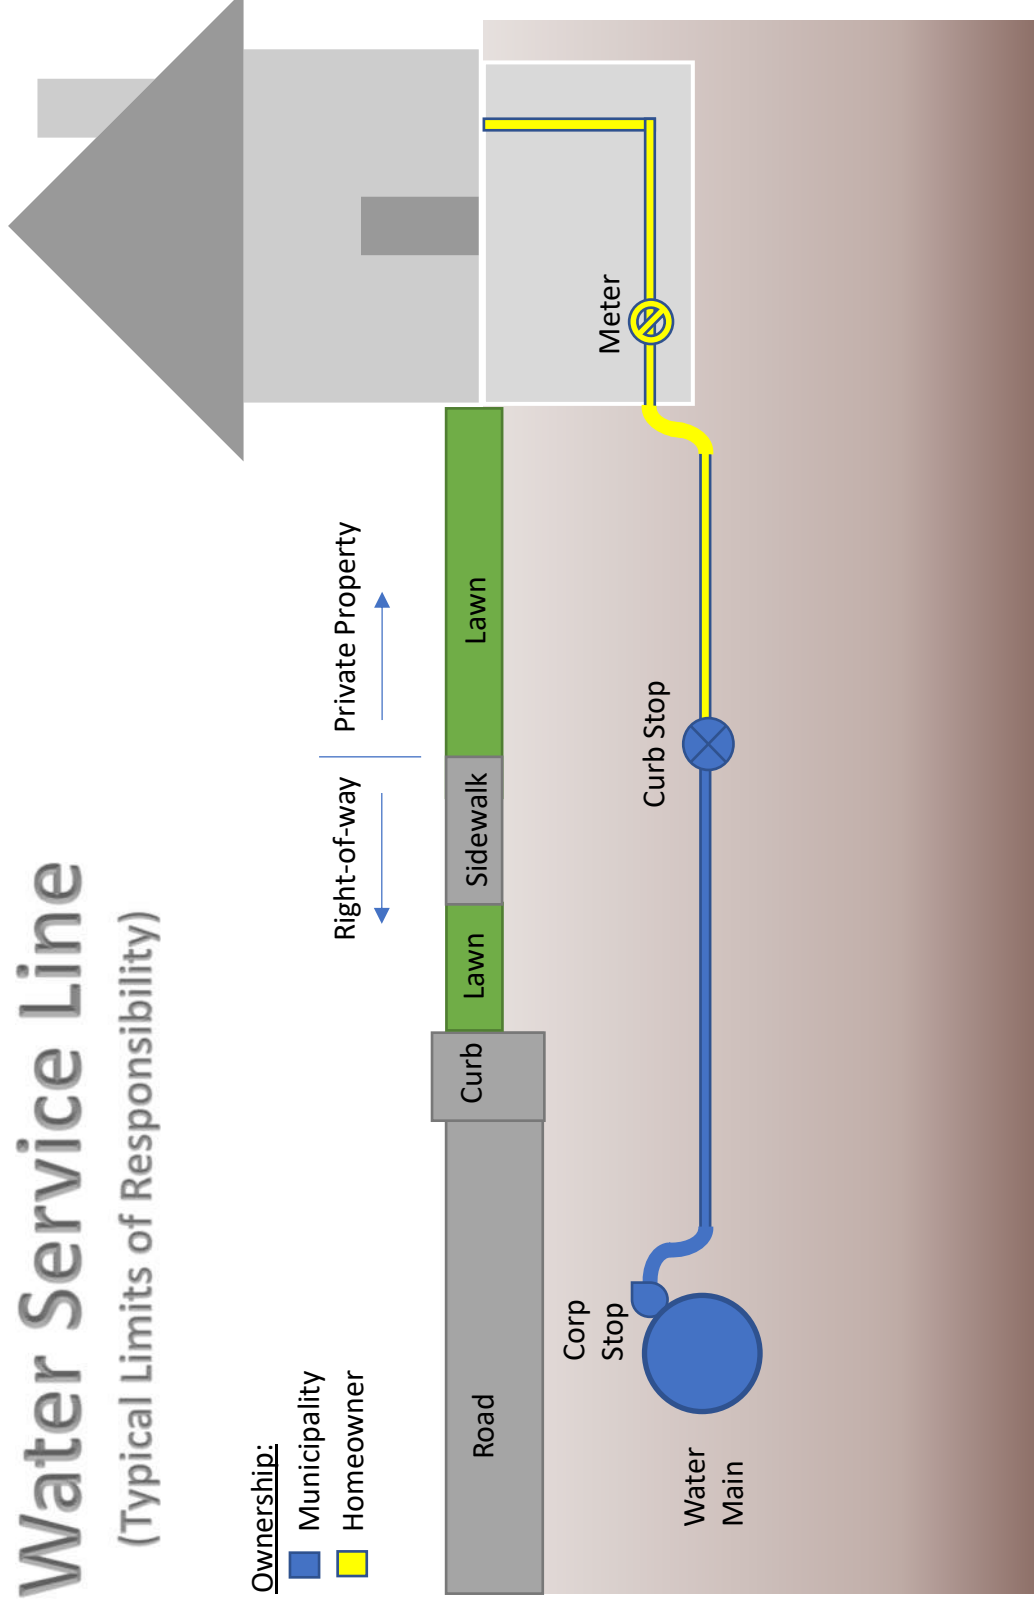 Water Service Line
(Typical Limits of Responsibility)
Ownership:
Municipality
Homeowner
Right-of-way
Private Property
Road
Curb
Lawn
Sidewalk
Lawn
Corp
Stop
Water
Main
Curb Stop
Meter